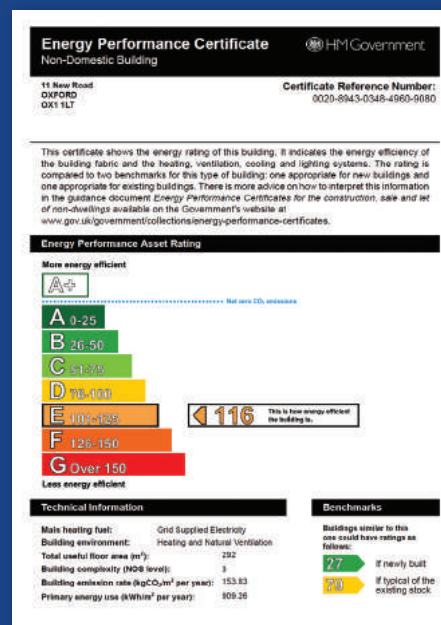 Energy Performance Certificate
HM Government
Non-Domestic Building
11 New Road
OXFORD
OX1 1LT
Certificate Reference Number:
0020-8943-0348-4960-9080
This certificate shows the energy rating of this building. It indicates the energy efficiency of
the building fabric and the heating, ventilation, cooling and lighting systems. The rating is
compared to two benchmarks for this type of building: one appropriate for new buildings and
one appropriate for existing buildings. There is more advice on how to interpret this information
in the guidance document Energy Performance Certificates for the construction, sale and let
of non-dwellings available on the Government's website at
www.gov.uk/government/collections/energy-performance-certificates.
Energy Performance Asset Rating
More energy efficient
A+
Net zero CO₂ emissions
A 0-25
B 26-50
C 51-75
D 76-100
E 101-125
116
This is how energy efficient
the building is.
F 126-150
G Over 150
Less energy efficient
Technical Information
Main heating fuel: Grid Supplied Electricity
Building environment: Heating and Natural Ventilation
Total useful floor area (m²): 292
Building complexity (NOS level): 3
Building emission rate (kgCO₂/m² per year): 153.83
Primary energy use (kWh/m² per year): 909.26
Benchmarks
Buildings similar to this
one could have ratings as
follows:
27 If newly built
79 If typical of the
existing stock